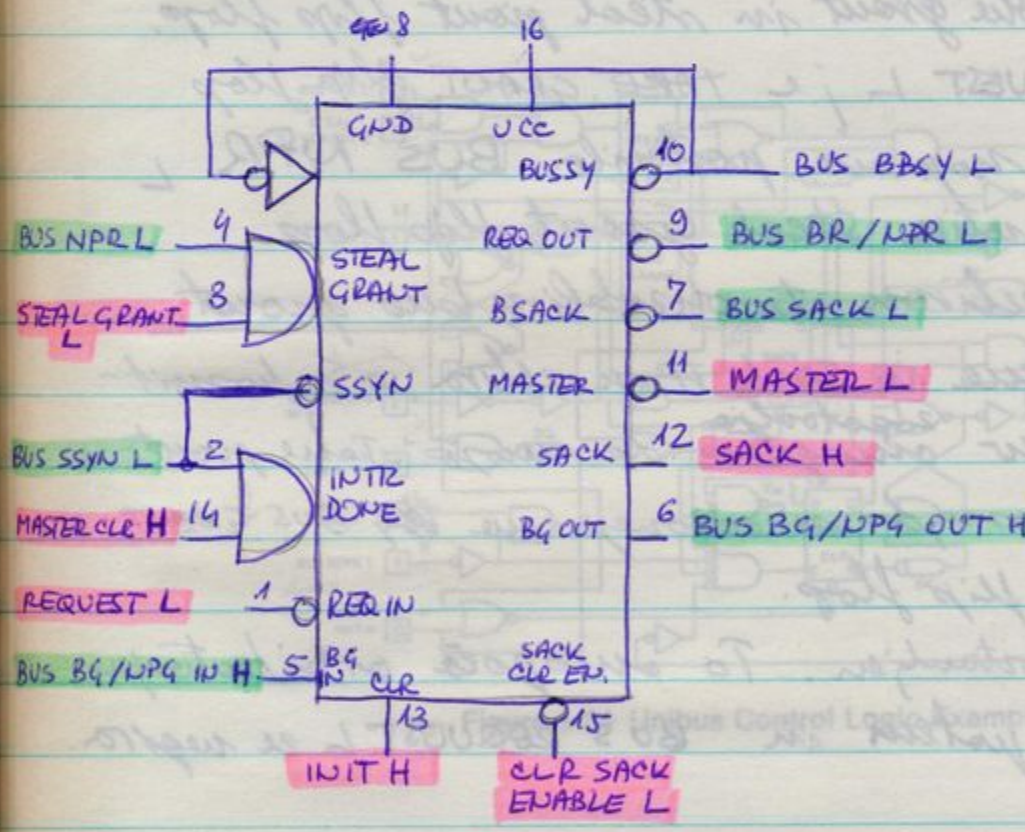 8 16
GND VCC
BUSSY 10 BUS BBSY L
BUS NPR L 4 STEAL GRANT REQ OUT 9 BUS BR/NPR L
STEAL GRANT L 3 BSACK 7 BUS SACK L
SSYN MASTER 11 MASTER L
BUS SSYN L 2 SACK 12 SACK H
MASTER CLR H 14 INTR DONE BG OUT 6 BUS BG/NPG OUT H
REQUEST L 1 REQ IN
BUS BG/NPG IN H 5 BG IN CLR SACK CLR EN.
13 15
INIT H CLR SACK
ENABLE L